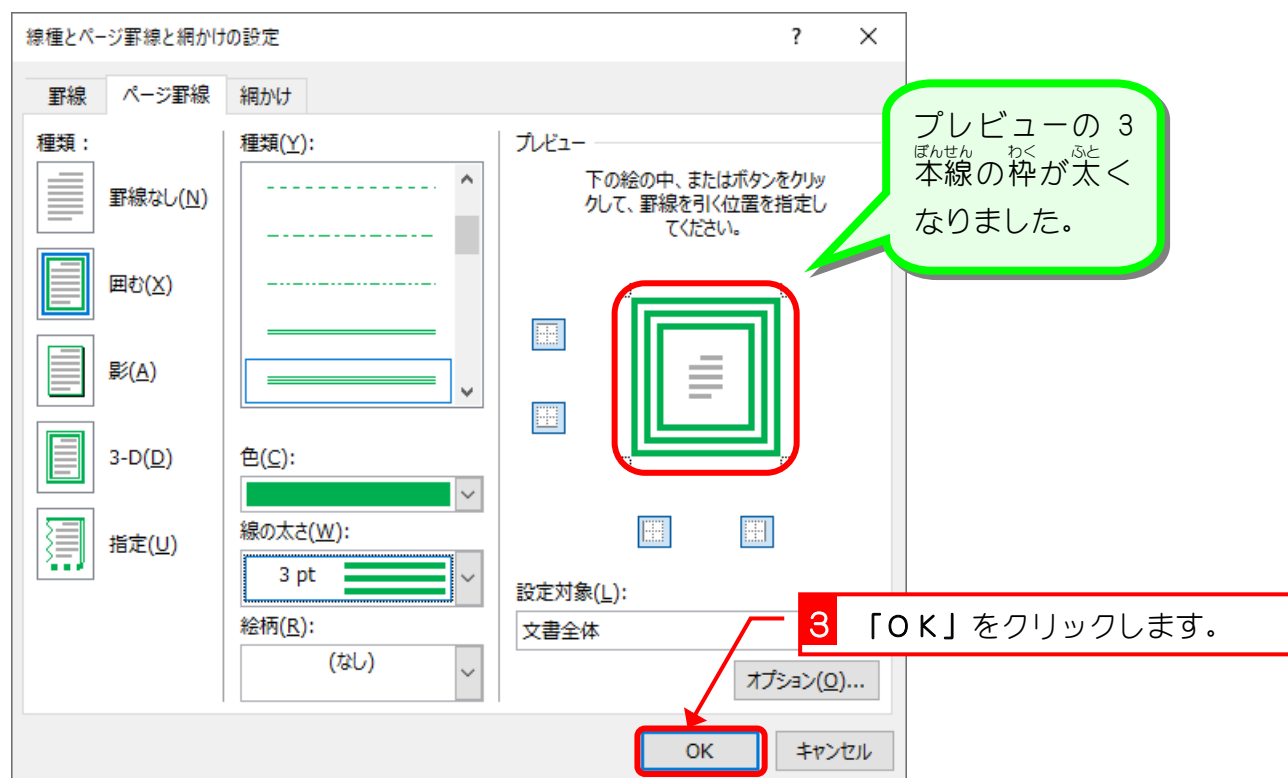 線種とページ罫線と網かけの設定
? ×
罫線 ページ罫線 網かけ
種類：
罫線なし(N)
囲む(X)
影(A)
3-D(D)
指定(U)
種類(Y):
色(C):
線の太さ(W):
3 pt
絵柄(R):
(なし)
プレビュー
下の絵の中、またはボタンをクリッ
クして、罫線を引く位置を指定し
てください。
設定対象(L):
文書全体
オプション(O)...
OK キャンセル
プレビューの 3
ぼんせん わく ふと
本線の枠が太く
なりました。
3 「ＯＫ」をクリックします。